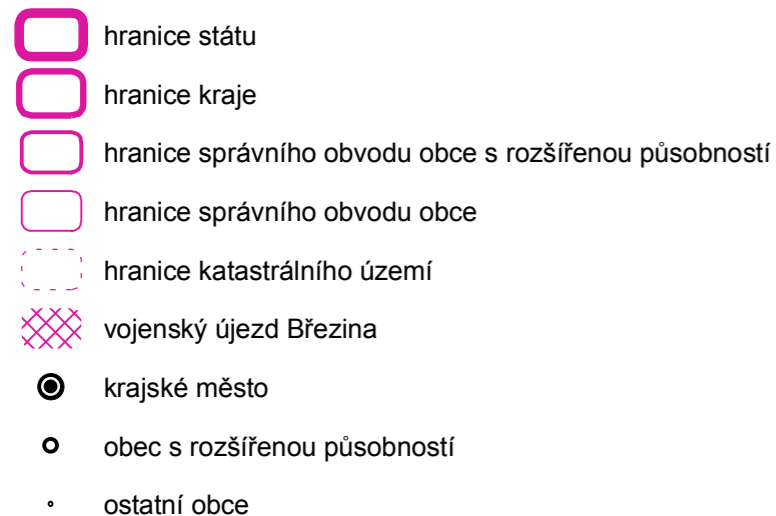 hranice státu
hranice kraje
hranice správního obvodu obce s rozšířenou působností
hranice správního obvodu obce
hranice katastrálního území
vojenský újezd Březina
krajské město
obec s rozšířenou působností
ostatní obce